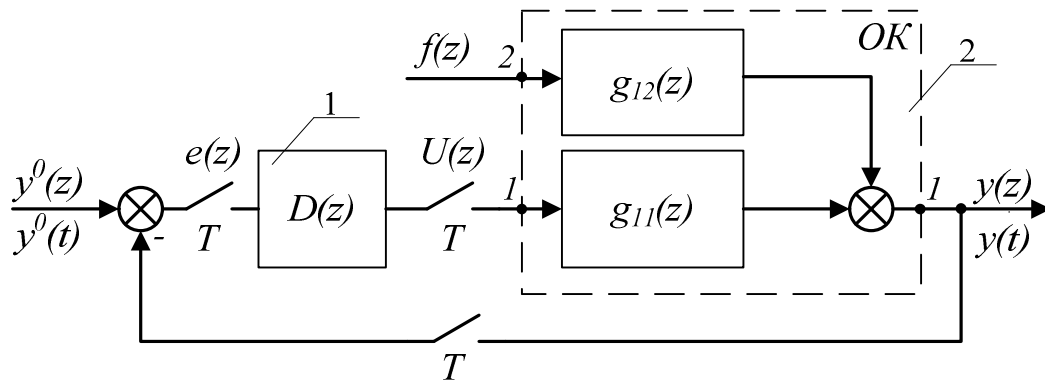 ОК
f(z)
2
g12(z)
2
1
e(z)
U(z)
y⁰(z)
y⁰(t)
-
T
D(z)
T
1
g11(z)
1
y(z)
y(t)
T